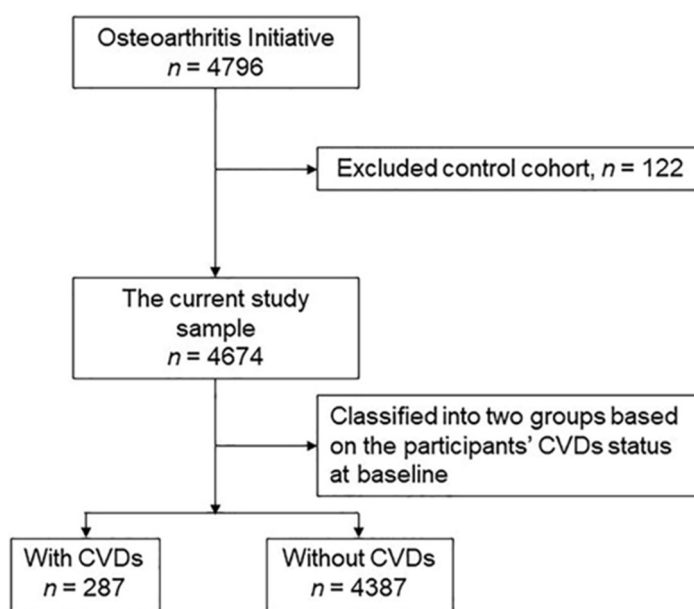 Osteoarthritis Initiative
n = 4796
Excluded control cohort, n = 122
The current study
sample
n = 4674
Classified into two groups based
on the participants' CVDs status
at baseline
With CVDs
n = 287
Without CVDs
n = 4387